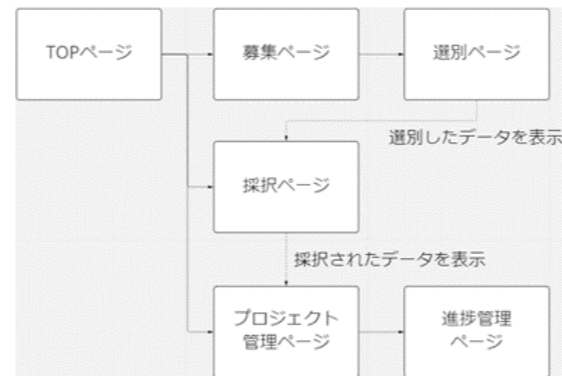 TOPページ
募集ページ
選別ページ
選別したデータを表示
採択ページ
採択されたデータを表示
プロジェクト
管理ページ
進捗管理
ページ